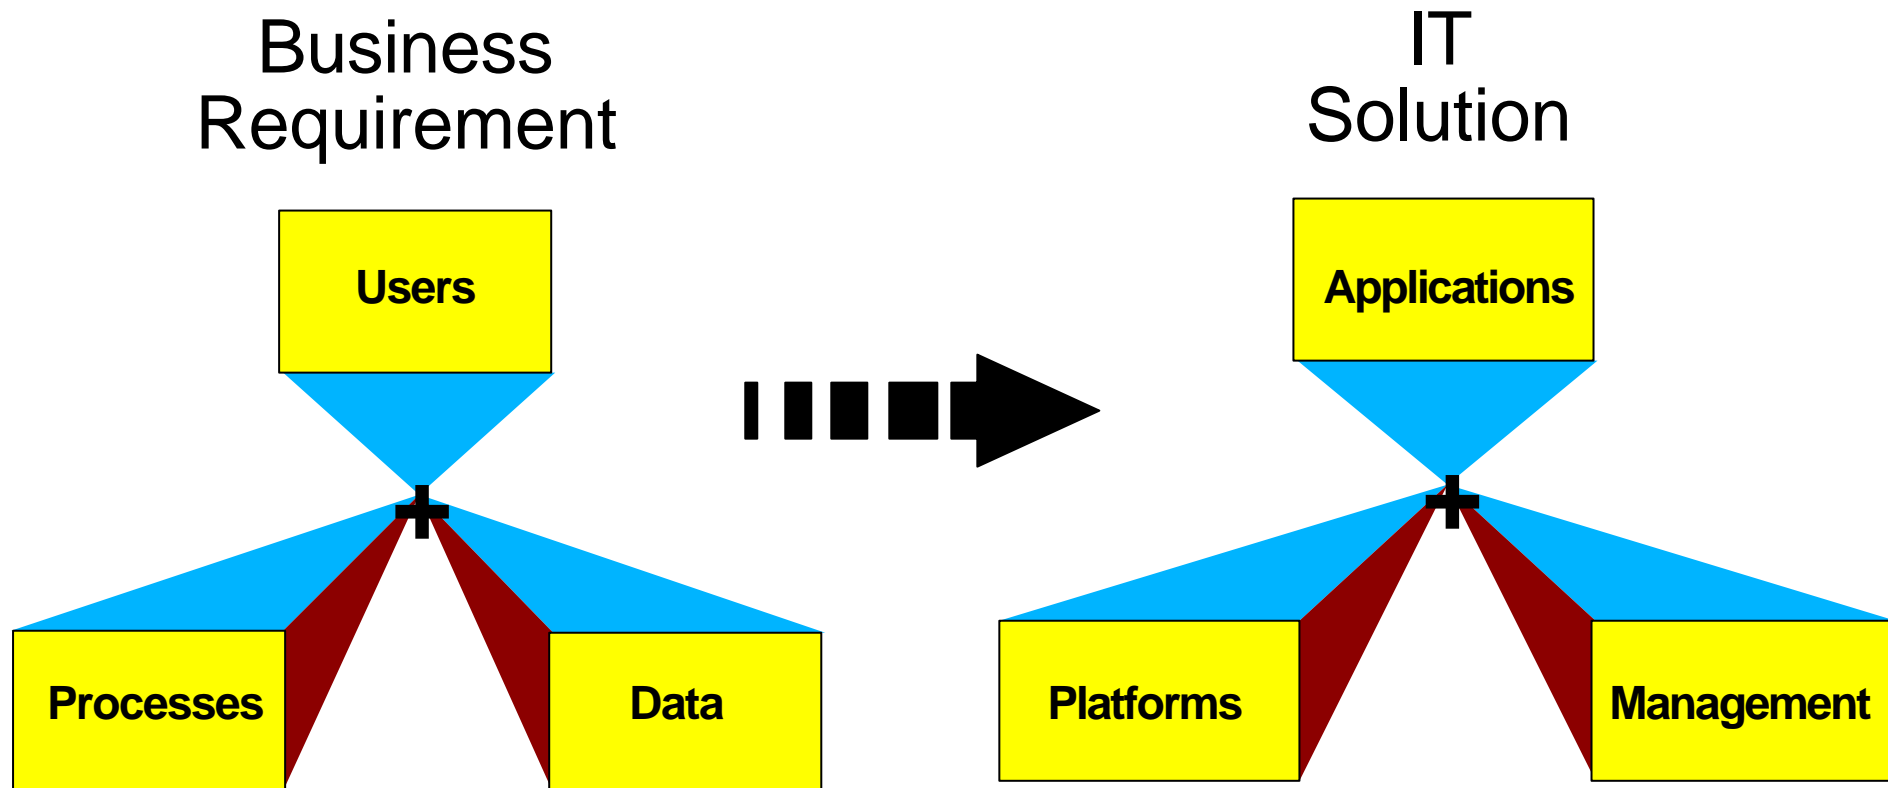 Business
Requirement
Users
+
Processes
Data
IT
Solution
Applications
+
Platforms
Management